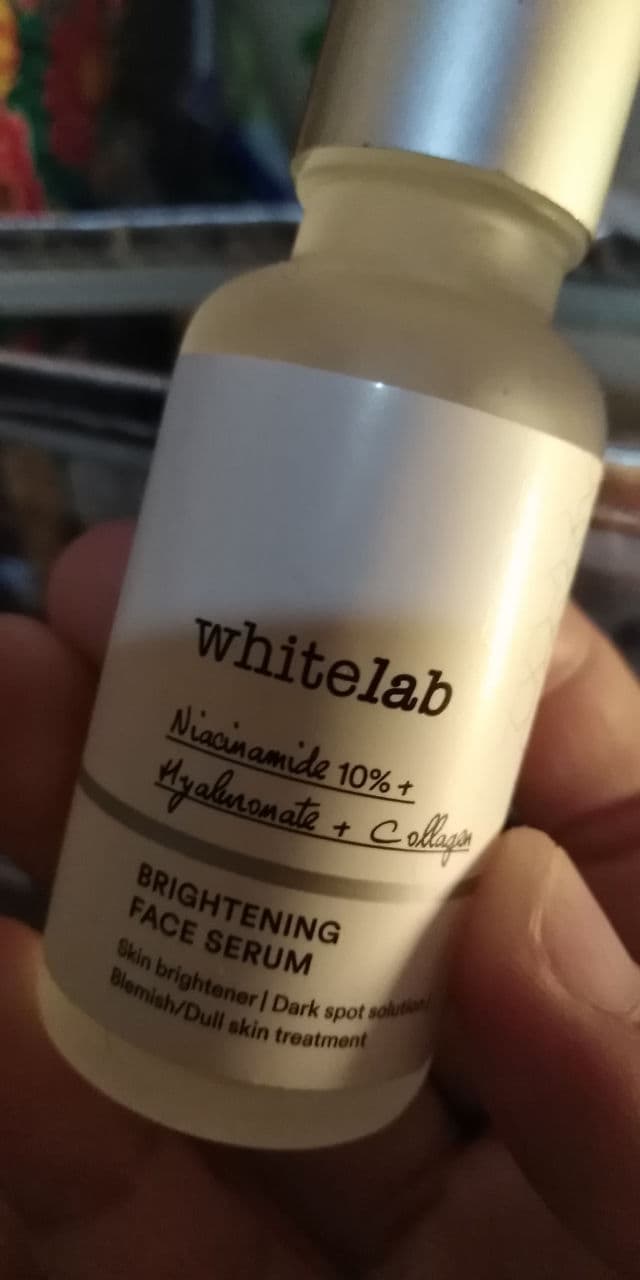 whitelab
Niacinamide 10% +
Hyaluronate + Collagen
BRIGHTENING
FACE SERUM
Skin brightener | Dark spot solution |
Blemish/Dull skin treatment